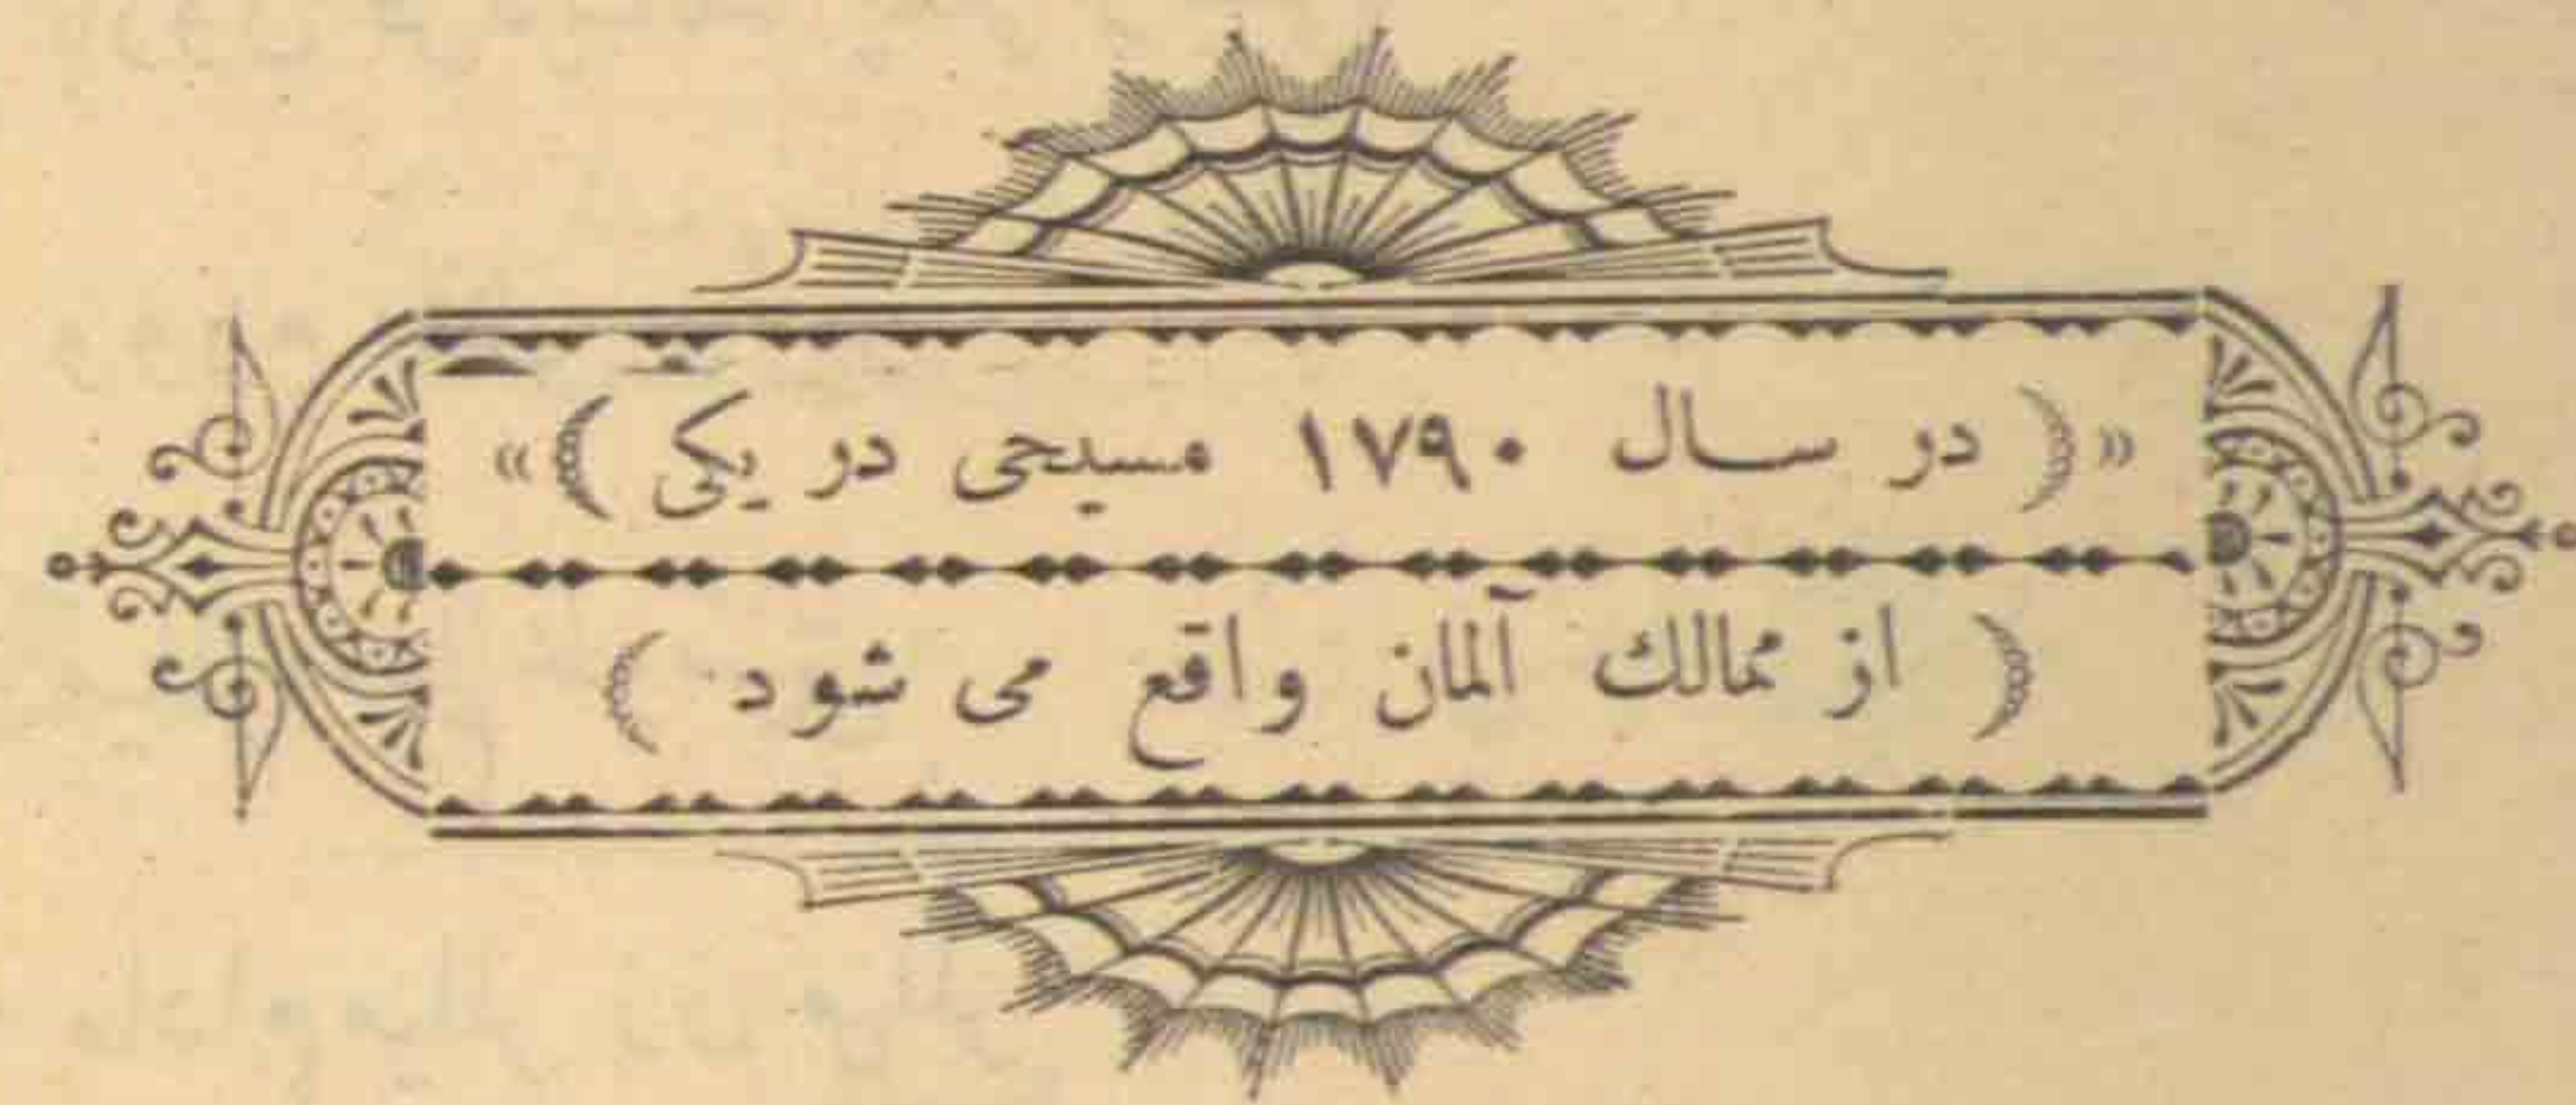 «( در سال ۱۷۹۰ مسیحی در یکی )»
( از ممالك آلمان واقع می شود )